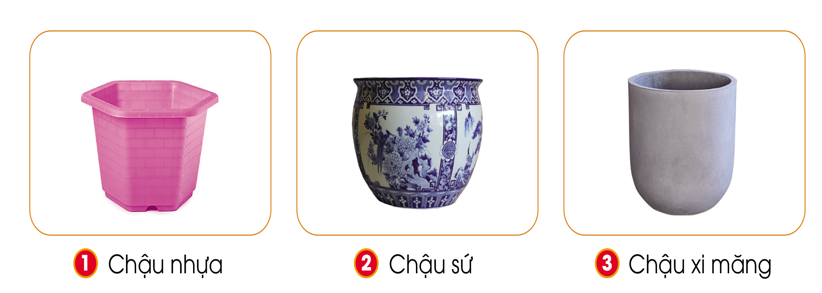 1 Chậu nhựa
2 Chậu sứ
3 Chậu xi măng